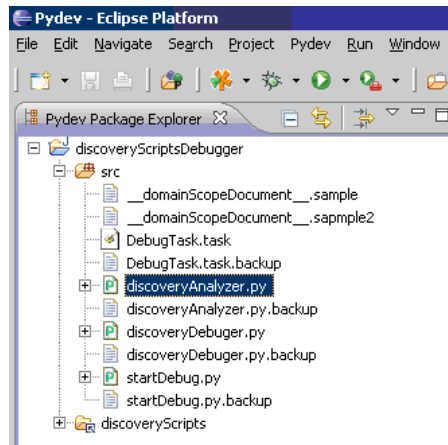 Pydev - Eclipse Platform
File Edit Navigate Search Project Pydev Run Window
Pydev Package Explorer
discoveryScriptsDebugger
src
__domainScopeDocument__.sample
__domainScopeDocument__.sapmple2
DebugTask.task
DebugTask.task.backup
discoveryAnalyzer.py
discoveryAnalyzer.py.backup
discoveryDebuger.py
discoveryDebuger.py.backup
startDebug.py
startDebug.py.backup
discoveryScripts